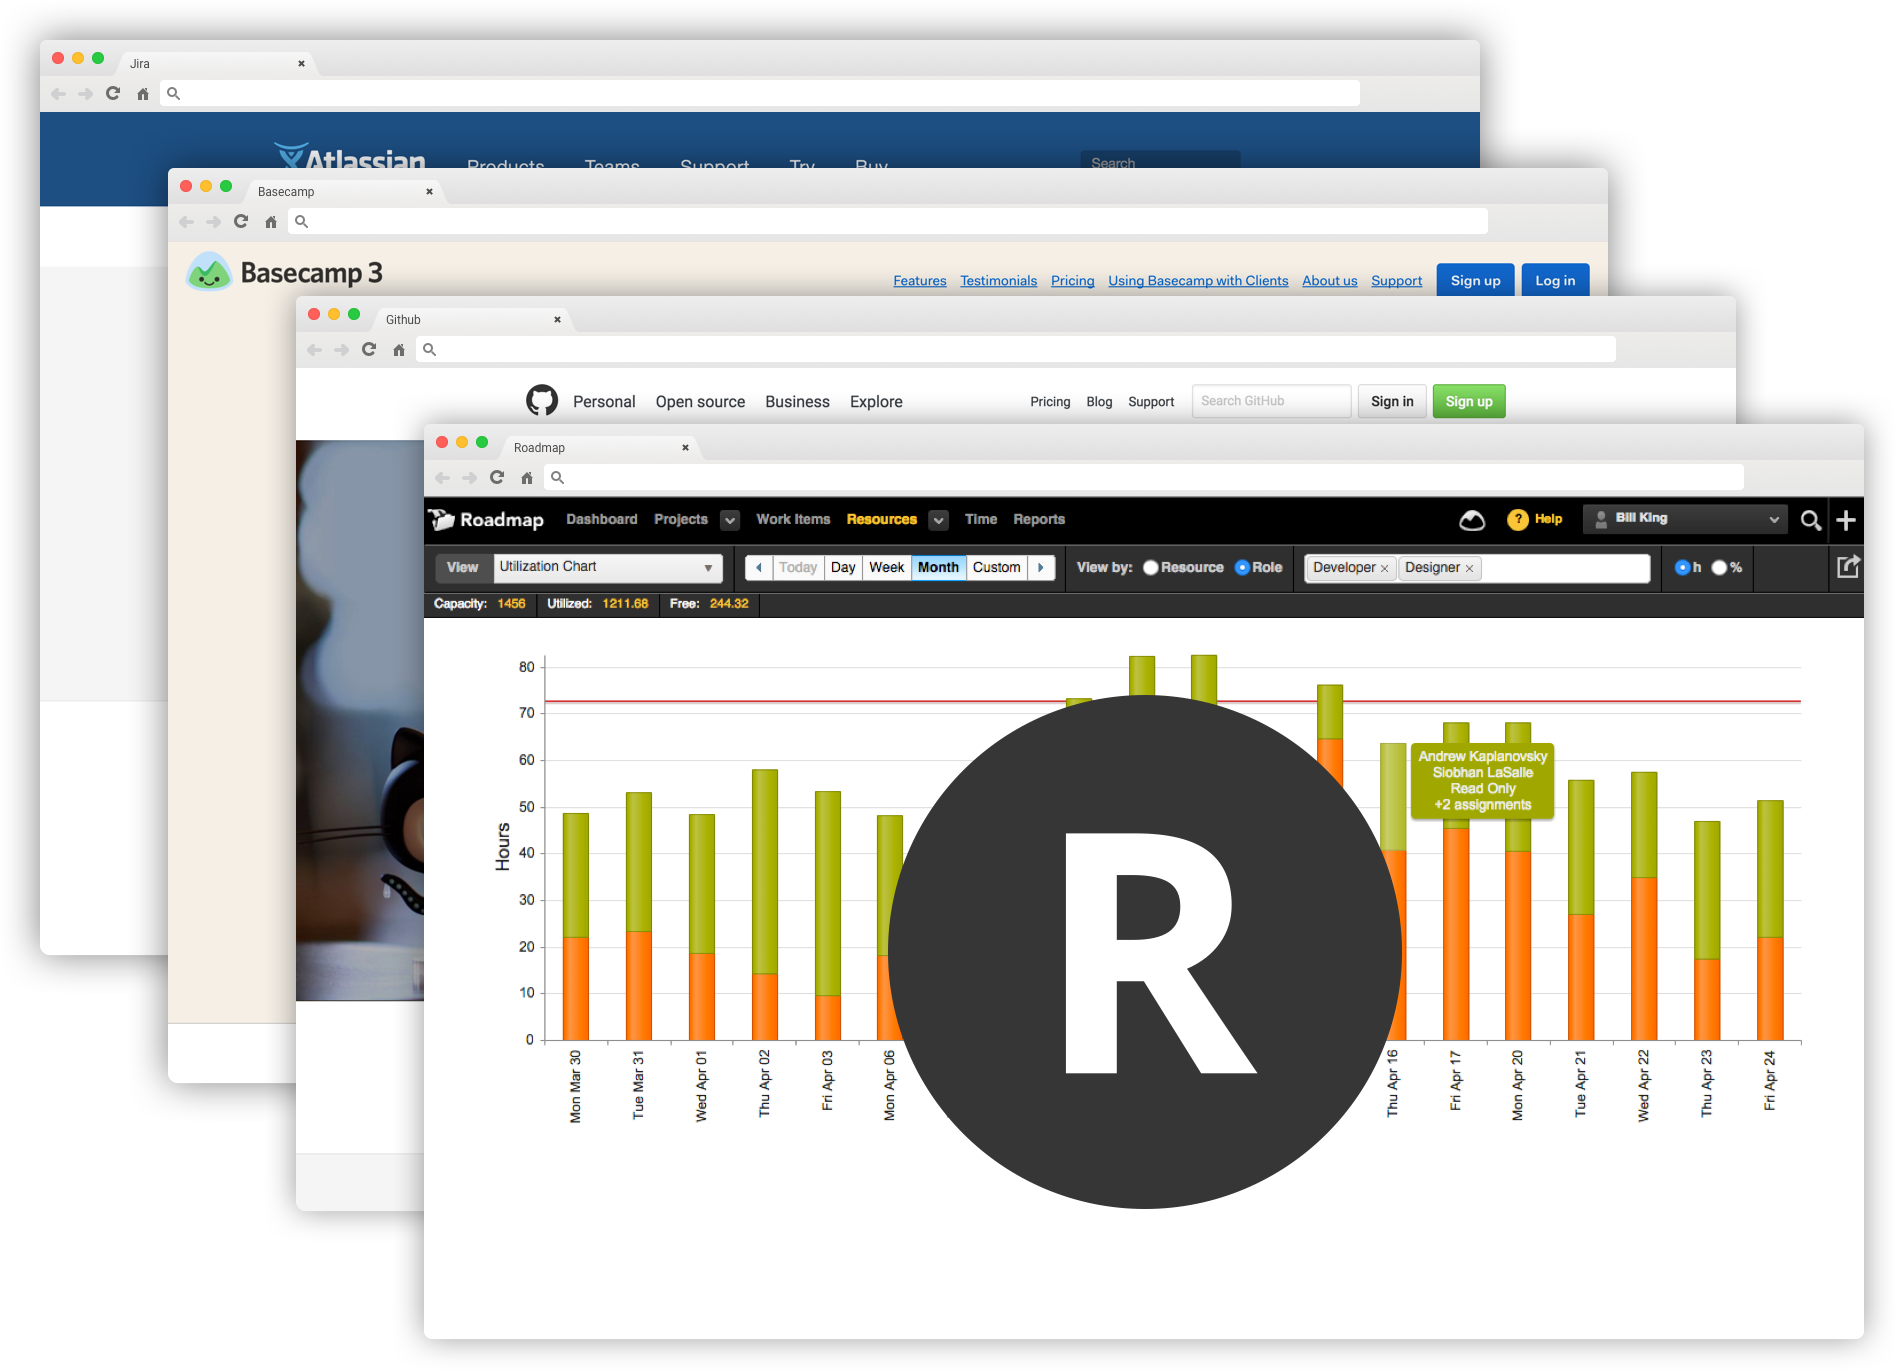 Jira
Atlassian Products Teams Support Try Buy Search
Basecamp
Basecamp 3 Features Testimonials Pricing Using Basecamp with Clients About us Support Sign up Log in
Github
Personal Open source Business Explore Pricing Blog Support Search GitHub Sign in Sign up
Roadmap
Roadmap Dashboard Projects Work Items Resources Time Reports ? Help Bill King
View Utilization Chart Today Day Week Month Custom View by: Resource Role Developer × Designer × h %
Capacity: 1456 Utilized: 1211.68 Free: 244.32
80
70
60
50
40
30
20
10
0
Hours
Andrew Kaplanovsky
Siobhan LaSalle
Read Only
+2 assignments
R
Mon Mar 30
Tue Mar 31
Wed Apr 01
Thu Apr 02
Fri Apr 03
Mon Apr 06
Thu Apr 16
Fri Apr 17
Mon Apr 20
Tue Apr 21
Wed Apr 22
Thu Apr 23
Fri Apr 24